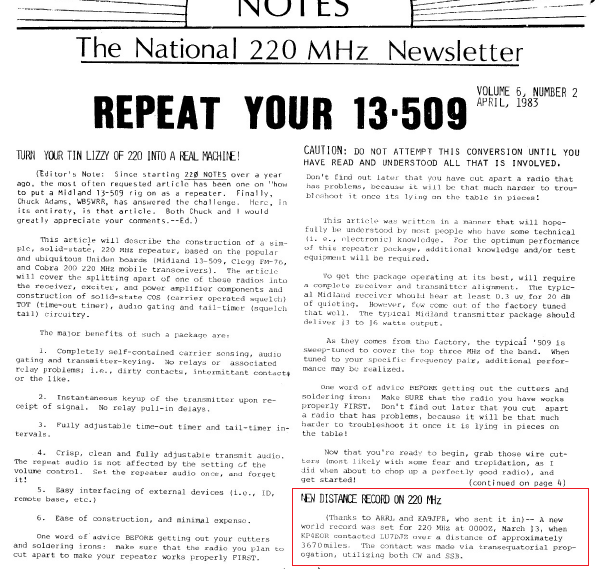 NOTES
The National 220 MHz Newsletter
VOLUME 6, NUMBER 2
APRIL, 1983
REPEAT YOUR 13·509
TURN YOUR TIN LIZZY OF 220 INTO A REAL MACHINE!
(Editor's Note: Since starting 220 NOTES over a year
ago, the most often requested article has been one on "how
to put a Midland 13-509 rig on as a repeater. Finally,
Chuck Adams, WB5WRR, has answered the challenge. Here, in
its entirety, is that article. Both Chuck and I would
greatly appreciate your comments.--Ed.)
This article will describe the construction of a sim-
ple, solid-state, 220 MHz repeater, based on the popular
and ubiquitous Uniden boards (Midland 13-509, Clegg FM-76,
and Cobra 200 220 MHz mobile transceivers). The article
will cover the splitting apart of one of these radios into
the receiver, exciter, and power amplifier components and
construction of solid-state COS (carrier operated squelch)
TOT (time-out timer), audio gating and tail-timer (squelch
tail) circuitry.
The major benefits of such a package are:
1. Completely self-contained carrier sensing, audio
gating and transmitter-keying. No relays or associated
relay problems; i.e., dirty contacts, intermittant contacts
or the like.
2. Instantaneous keyup of the transmitter upon re-
ceipt of signal. No relay pull-in delays.
3. Fully adjustable time-out timer and tail-timer in-
tervals.
4. Crisp, clean and fully adjustable transmit audio.
The repeat audio is not affected by the setting of the
volume control. Set the repeater audio once, and forget
it!
5. Easy interfacing of external devices (i.e., ID,
remote base, etc.)
6. Ease of construction, and minimal expense.
One word of advice BEFORE getting out your cutters
and soldering irons: make sure that the radio you plan to
cut apart to make your repeater works PROPERLY FIRST.
CAUTION: DO NOT ATTEMPT THIS CONVERSION UNTIL YOU
HAVE READ AND UNDERSTOOD ALL THAT IS INVOLVED.
Don't find out later that you have cut apart a radio that
has problems, because it will be that much harder to trou-
bleshoot it once its lying on the table in pieces!
This article was written in a manner that will hope-
fully be understood by most people who have some technical
(i. e., electronic) knowledge. For the optimum performance
of this repeater package, additional knowledge and/or test
equipment will be required.
To get the package operating at its best, will require
a complete receiver and transmitter alignment. The typic-
al Midland receiver would hear at least 0.3 uv for 20 dB
of quieting. However, few come out of the factory tuned
that well. The typical Midland transmitter package should
deliver 13 to 16 watts output.
As they comes from the factory, the typical '509 is
sweep-tuned to cover the top three MHz of the band. When
tuned to your specific frequency pair, additional perfor-
mance may be realized.
One word of advice BEFORE getting out the cutters and
soldering iron: Make SURE that the radio you have works
properly FIRST. Don't find out later that you cut apart
a radio that has problems, because it will be that much
harder to troubleshoot it once it is lying in pieces on
the table!
Now that you're ready to begin, grab those wire cut-
ters (most likely with some fear and trepidation, as I
did when about to chop up a perfectly good radio), and
get started!
(continued on page 4)
NEW DISTANCE RECORD ON 220 MHz
(Thanks to ARRL and EA9JFR, who sent it in)-- A new
world record was set for 220 MHz at 0000Z, March 13, when
KP4EOR contacted LU7DJZ over a distance of approximately
3670 miles. The contact was made via transequatorial prop-
ogation, utilizing both CW and SSB.